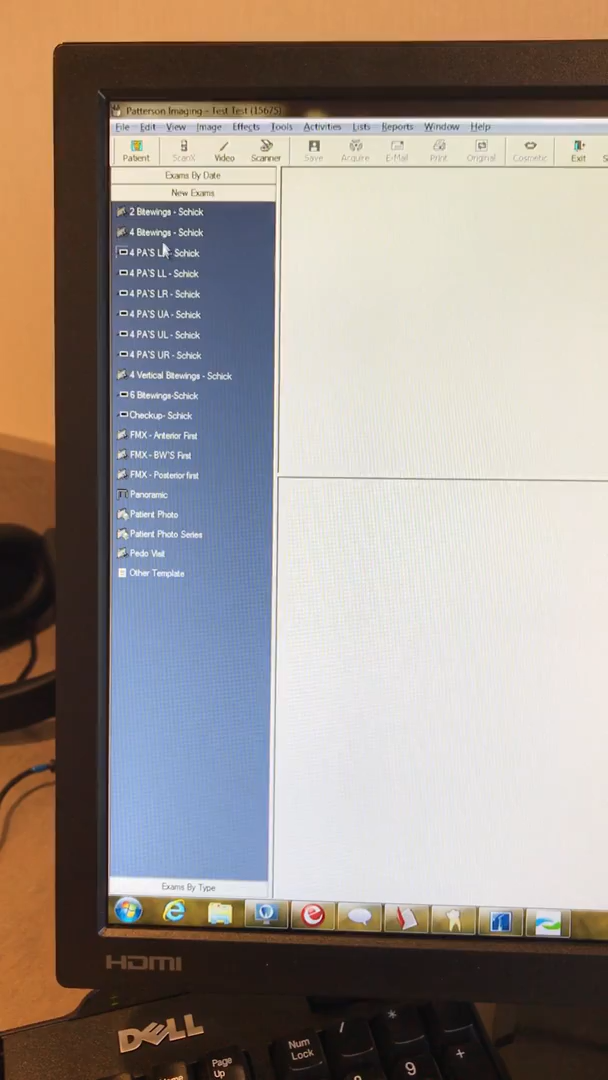 Patterson Imaging - Test Test (15675)
File Edit View Image Effects Tools Activities Lists Reports Window Help
Patient ScanX Video Scanner Save Acquire E-Mail Print Original Cosmetic Exit
Exams By Date
New Exams
2 Bitewings - Schick
4 Bitewings - Schick
4 PA'S - Schick
4 PA'S LL - Schick
4 PA'S LR - Schick
4 PA'S UA - Schick
4 PA'S UL - Schick
4 PA'S UR - Schick
4 Vertical Bitewings - Schick
6 Bitewings-Schick
Checkup- Schick
FMX - Anterior First
FMX - BW'S First
FMX - Posterior first
Panoramic
Patient Photo
Patient Photo Series
Pedo Visit
Other Template
Exams By Type
HDMI
DELL
Home
Page Up
Num Lock
/
*
9
+